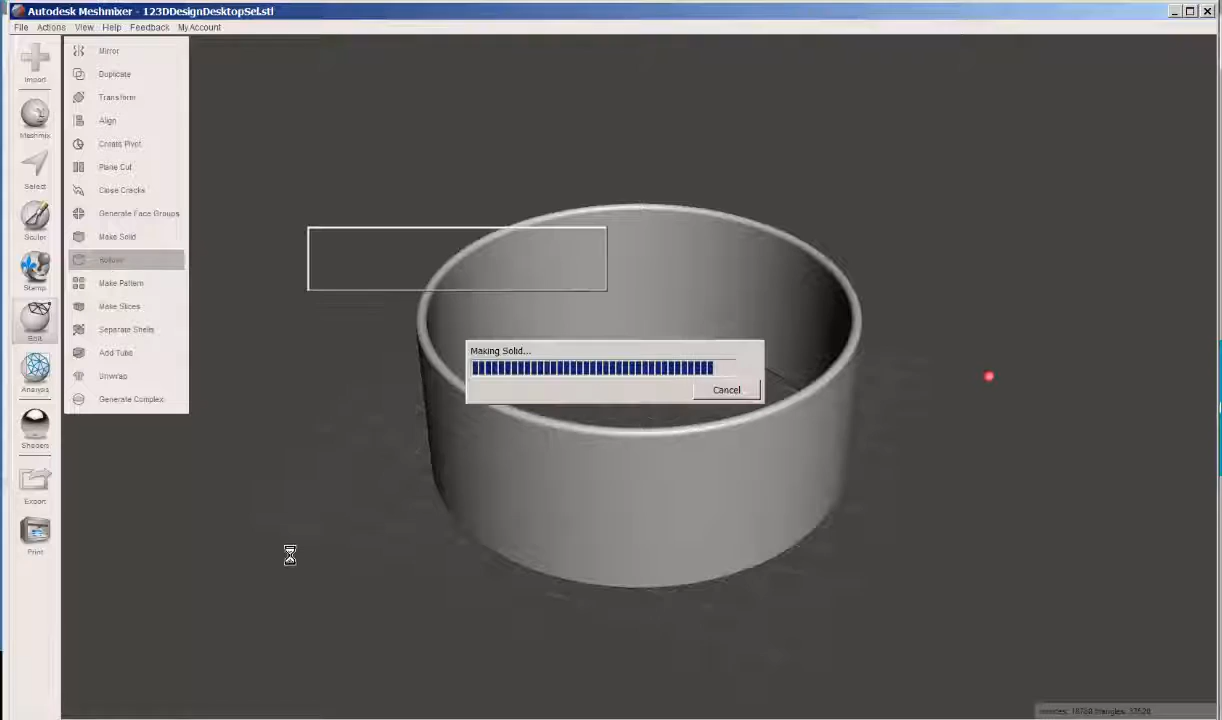 Autodesk Meshmixer - 123DDesignDesktopSel.stl
File Actions View Help Feedback My Account
Import
Meshmix
Select
Sculpt
Stamp
Edit
Analysis
Shaders
Export
Print
Mirror
Duplicate
Transform
Align
Create Pivot
Plane Cut
Close Cracks
Generate Face Groups
Make Solid
Hollow
Make Pattern
Make Slices
Separate Shells
Add Tube
Unwrap
Generate Complex
Making Solid...
Cancel